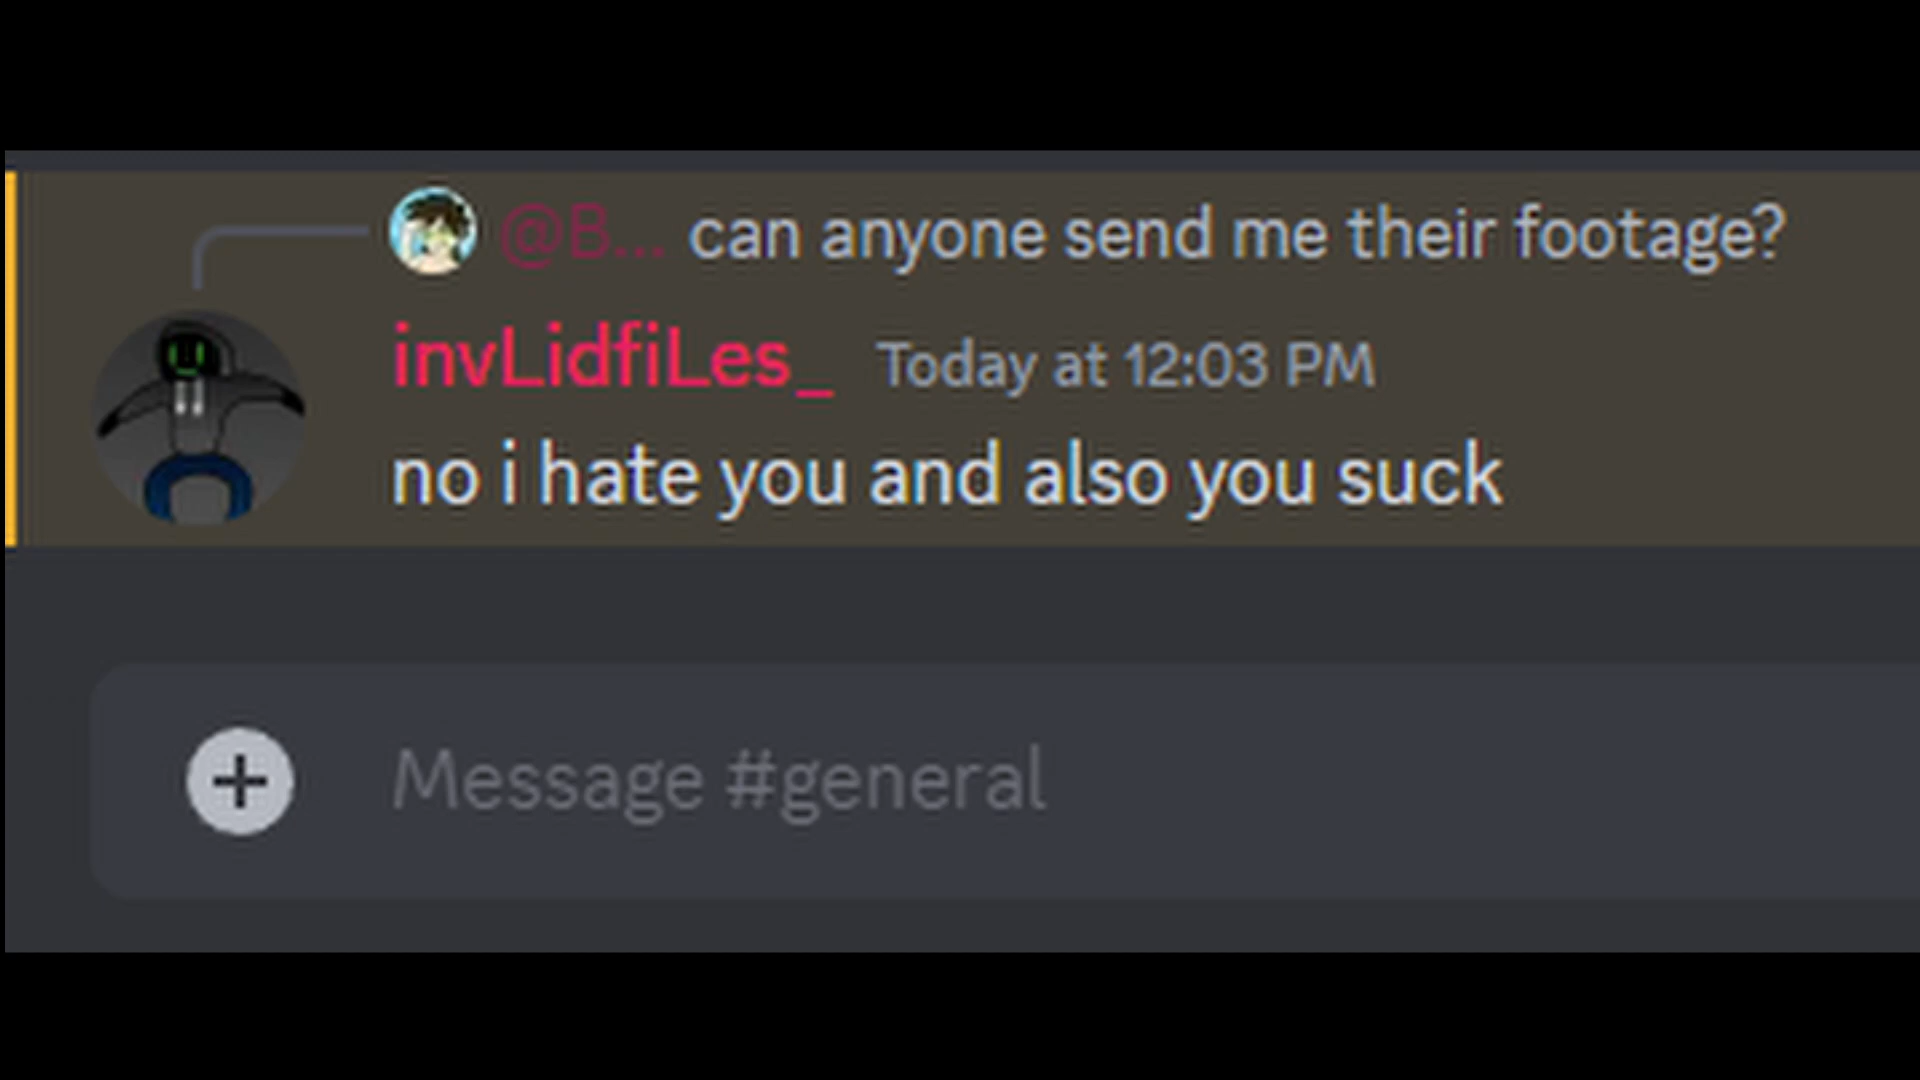 @B... can anyone send me their footage?
invLidfiLes_ Today at 12:03 PM
no i hate you and also you suck
Message #general